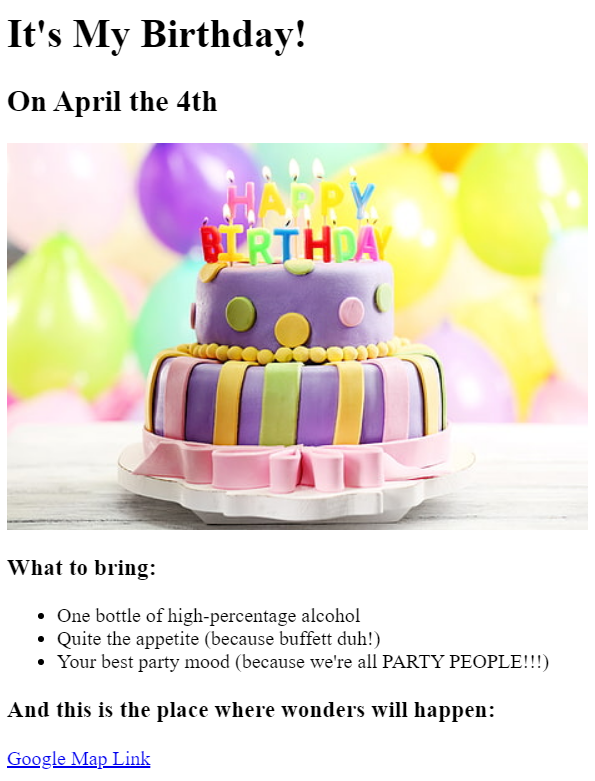 It's My Birthday!
On April the 4th
HAPPY
BIRTHDAY
What to bring:
One bottle of high-percentage alcohol
Quite the appetite (because buffett duh!)
Your best party mood (because we're all PARTY PEOPLE!!!)
And this is the place where wonders will happen:
Google Map Link